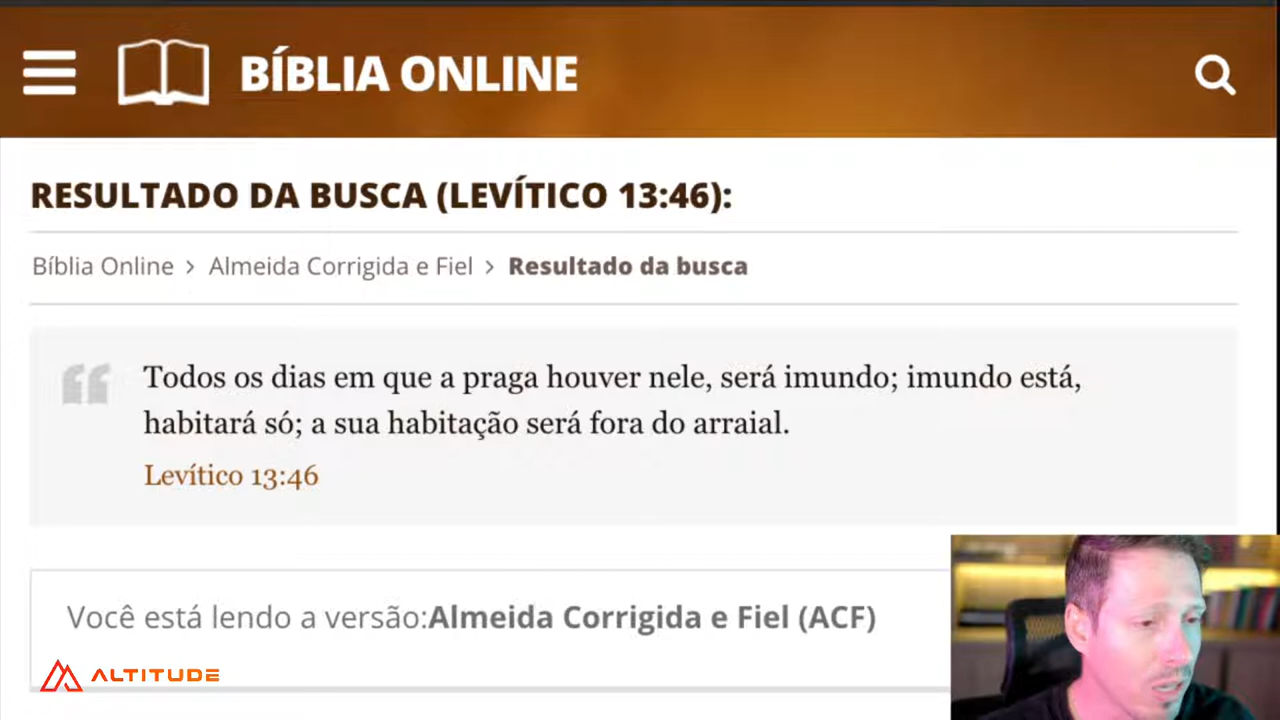 BÍBLIA ONLINE
RESULTADO DA BUSCA (LEVÍTICO 13:46):
Bíblia Online > Almeida Corrigida e Fiel > Resultado da busca
Todos os dias em que a praga houver nele, será imundo; imundo está,
habitará só; a sua habitação será fora do arraial.
Levítico 13:46
Você está lendo a versão:Almeida Corrigida e Fiel (ACF)
ALTITUDE